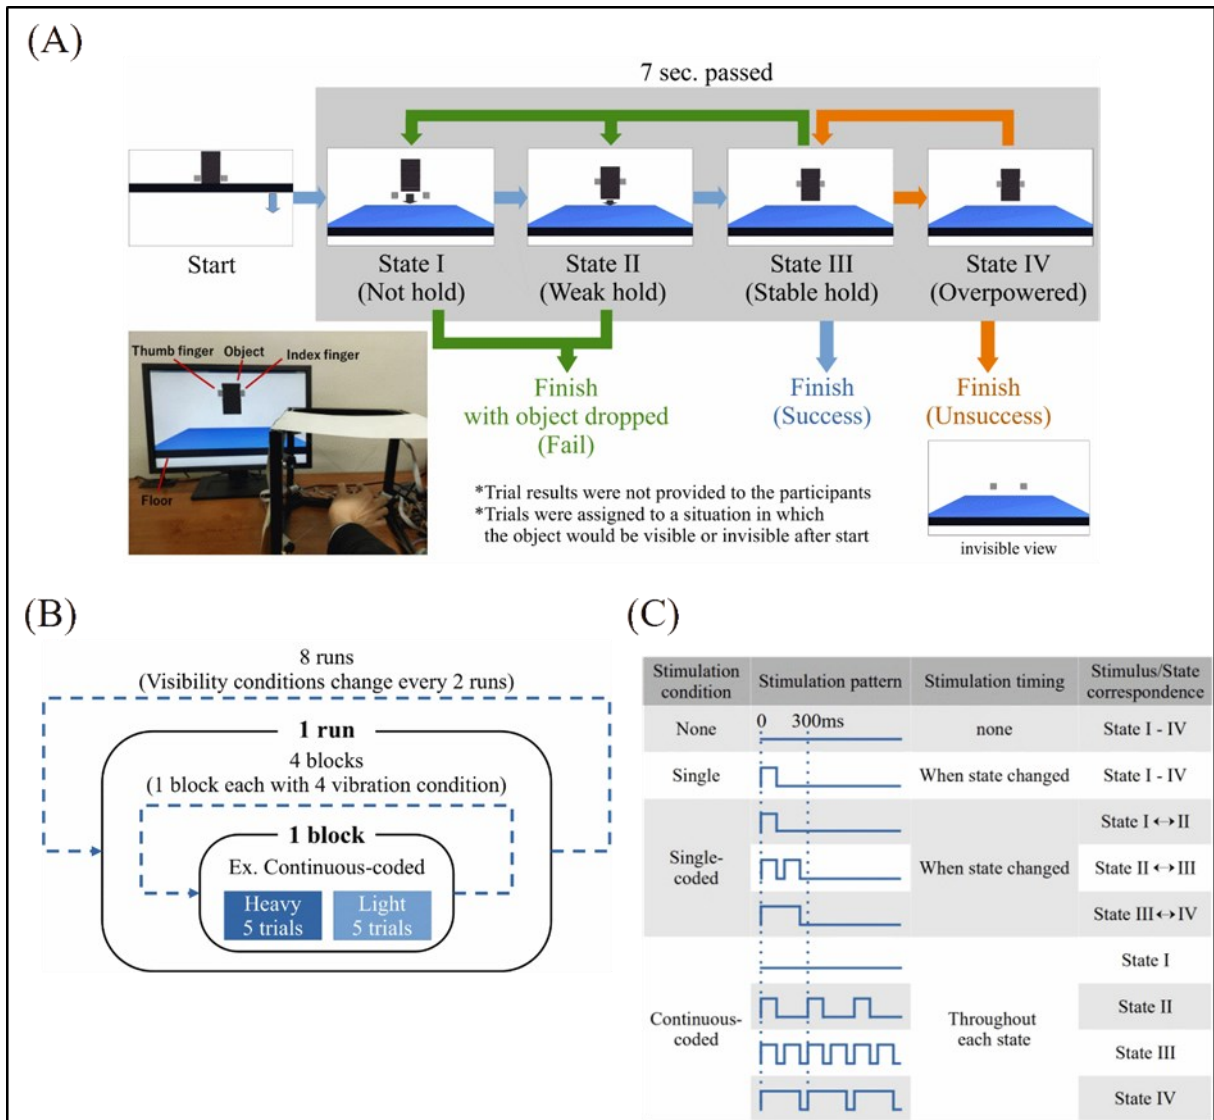 (A)
7 sec. passed
Start
State I
(Not hold)
State II
(Weak hold)
State III
(Stable hold)
State IV
(Overpowered)
Thumb finger
Object
Index finger
Floor
Finish
with object dropped
(Fail)
Finish
(Success)
Finish
(Unsuccess)
*Trial results were not provided to the participants
*Trials were assigned to a situation in which
the object would be visible or invisible after start
invisible view
(B)
8 runs
(Visibility conditions change every 2 runs)
1 run
4 blocks
(1 block each with 4 vibration condition)
1 block
Ex. Continuous-coded
Heavy
5 trials
Light
5 trials
(C)
Stimulation
condition
Stimulation pattern
Stimulation timing
Stimulus/State
correspondence
0 300ms
None
none
State I - IV
Single
When state changed
State I - IV
Single-
coded
When state changed
State I ↔ II
State II ↔ III
State III ↔ IV
Continuous-
coded
Throughout
each state
State I
State II
State III
State IV